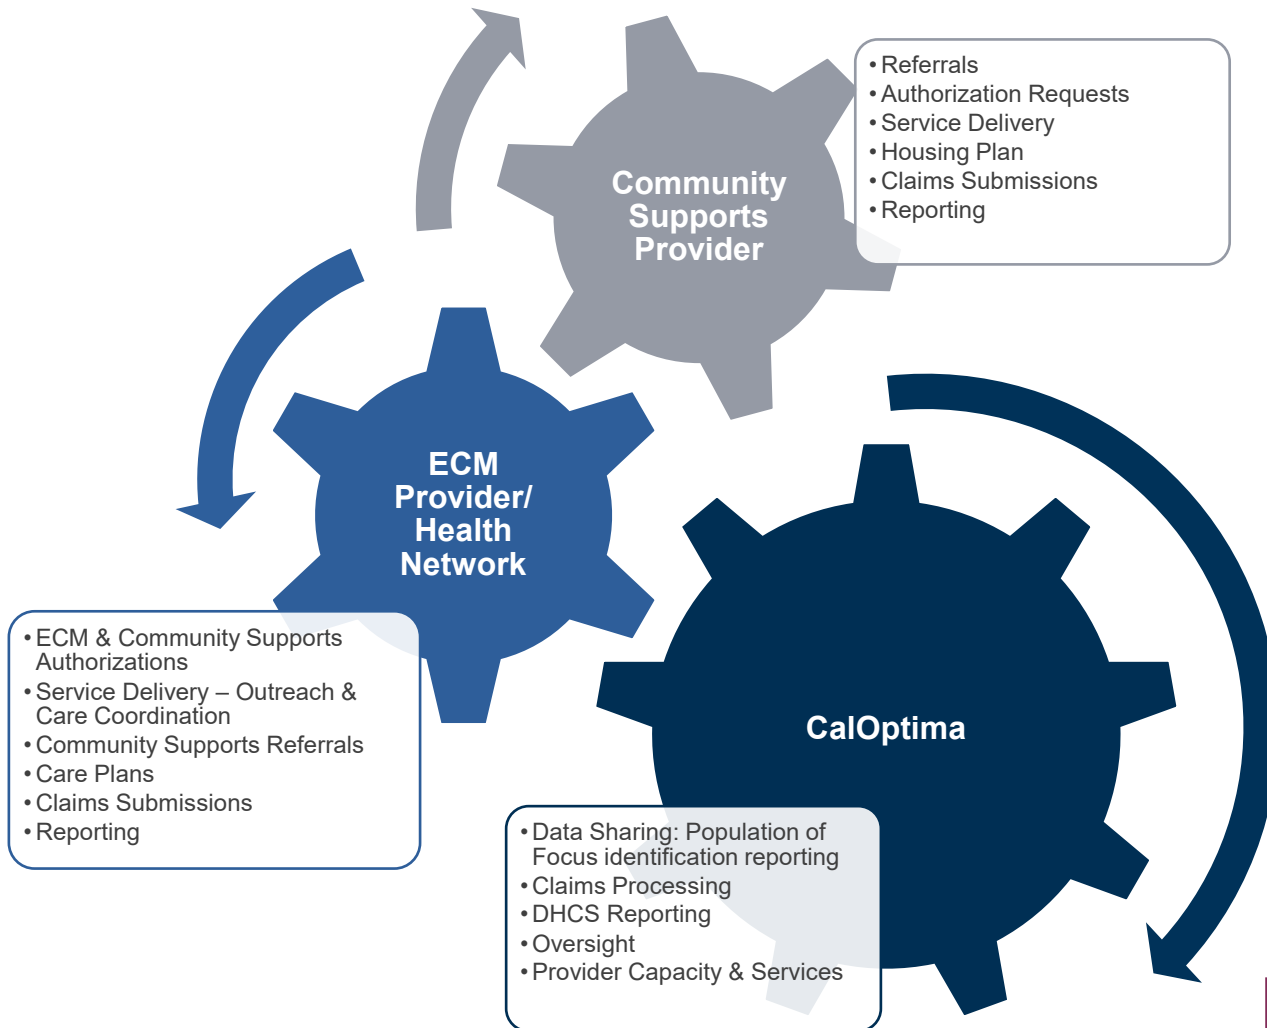 Community
Supports
Provider
• Referrals
• Authorization Requests
• Service Delivery
• Housing Plan
• Claims Submissions
• Reporting
ECM
Provider/
Health
Network
• ECM & Community Supports
Authorizations
• Service Delivery – Outreach &
Care Coordination
• Community Supports Referrals
• Care Plans
• Claims Submissions
• Reporting
CalOptima
• Data Sharing: Population of
Focus identification reporting
• Claims Processing
• DHCS Reporting
• Oversight
• Provider Capacity & Services